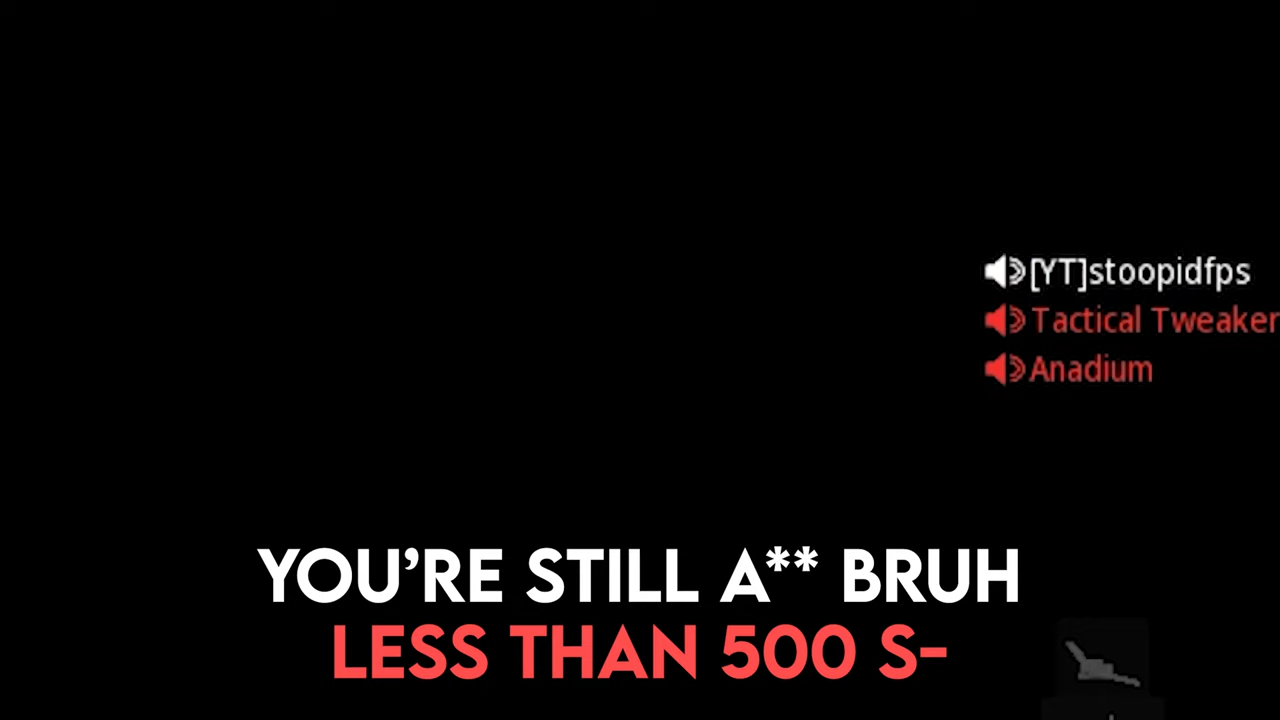 [YT]stoopidfps
Tactical Tweaker
Anadium
YOU'RE STILL A** BRUH
LESS THAN 500 S-